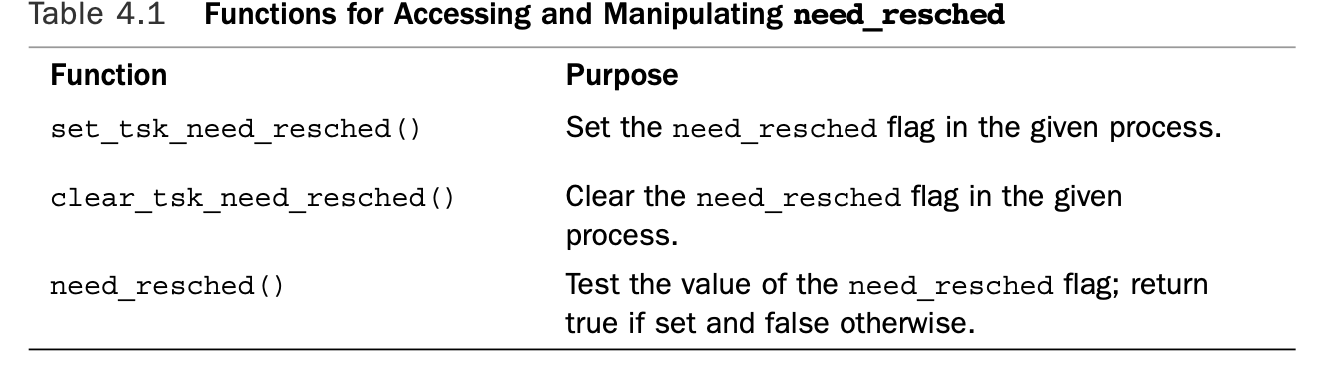 Table 4.1 Functions for Accessing and Manipulating need_resched
Function Purpose
set_tsk_need_resched() Set the need_resched flag in the given process.
clear_tsk_need_resched() Clear the need_resched flag in the given
process.
need_resched() Test the value of the need_resched flag; return
true if set and false otherwise.